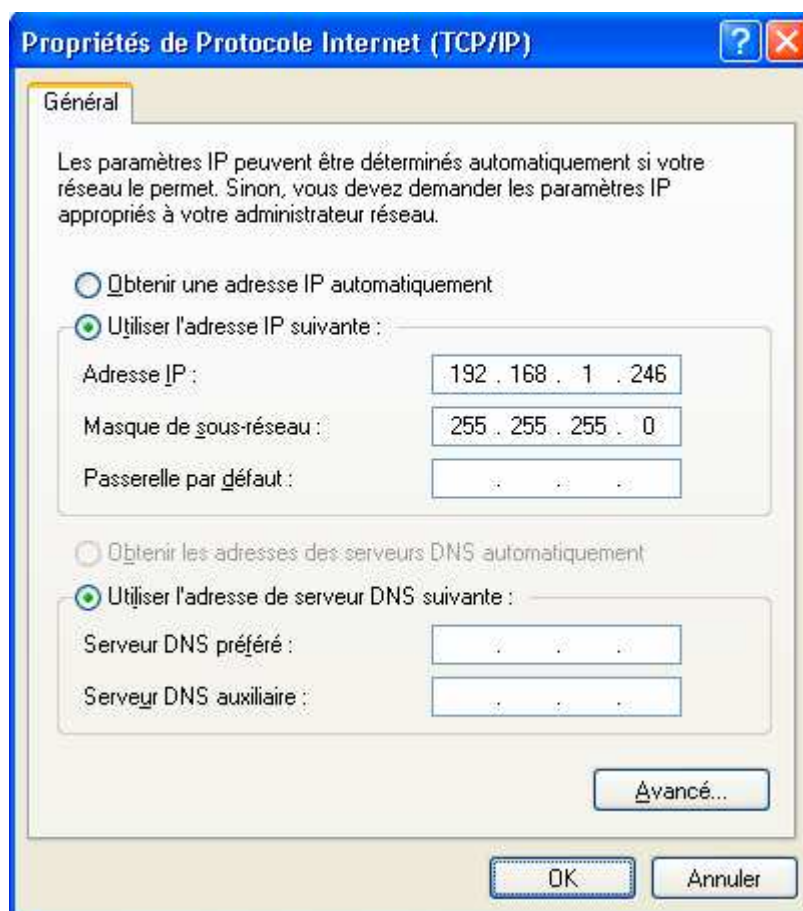 Propriétés de Protocole Internet (TCP/IP)
Général
Les paramètres IP peuvent être déterminés automatiquement si votre
réseau le permet. Sinon, vous devez demander les paramètres IP
appropriés à votre administrateur réseau.
Obtenir une adresse IP automatiquement
Utiliser l'adresse IP suivante :
Adresse IP : 192 . 168 . 1 . 246
Masque de sous-réseau : 255 . 255 . 255 . 0
Passerelle par défaut : . . .
Obtenir les adresses des serveurs DNS automatiquement
Utiliser l'adresse de serveur DNS suivante :
Serveur DNS préféré : . . .
Serveur DNS auxiliaire : . . .
Avancé...
OK Annuler